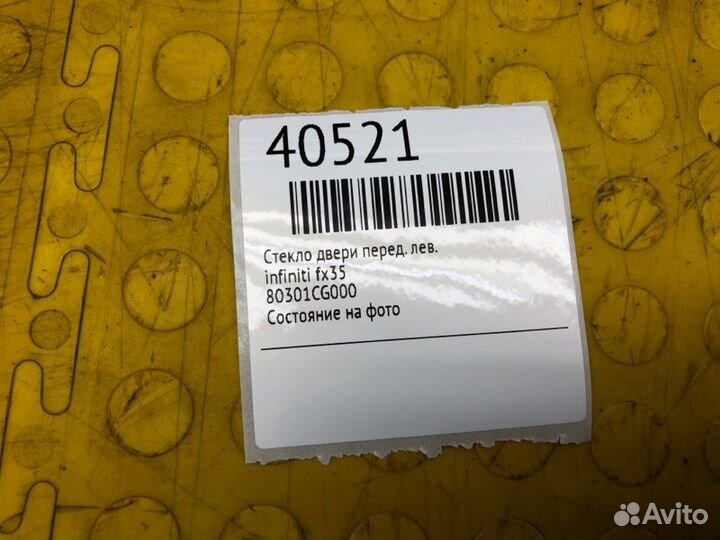 40521
Стекло двери перед. лев.
infiniti fx35
80301CG000
Состояние на фото
Avito